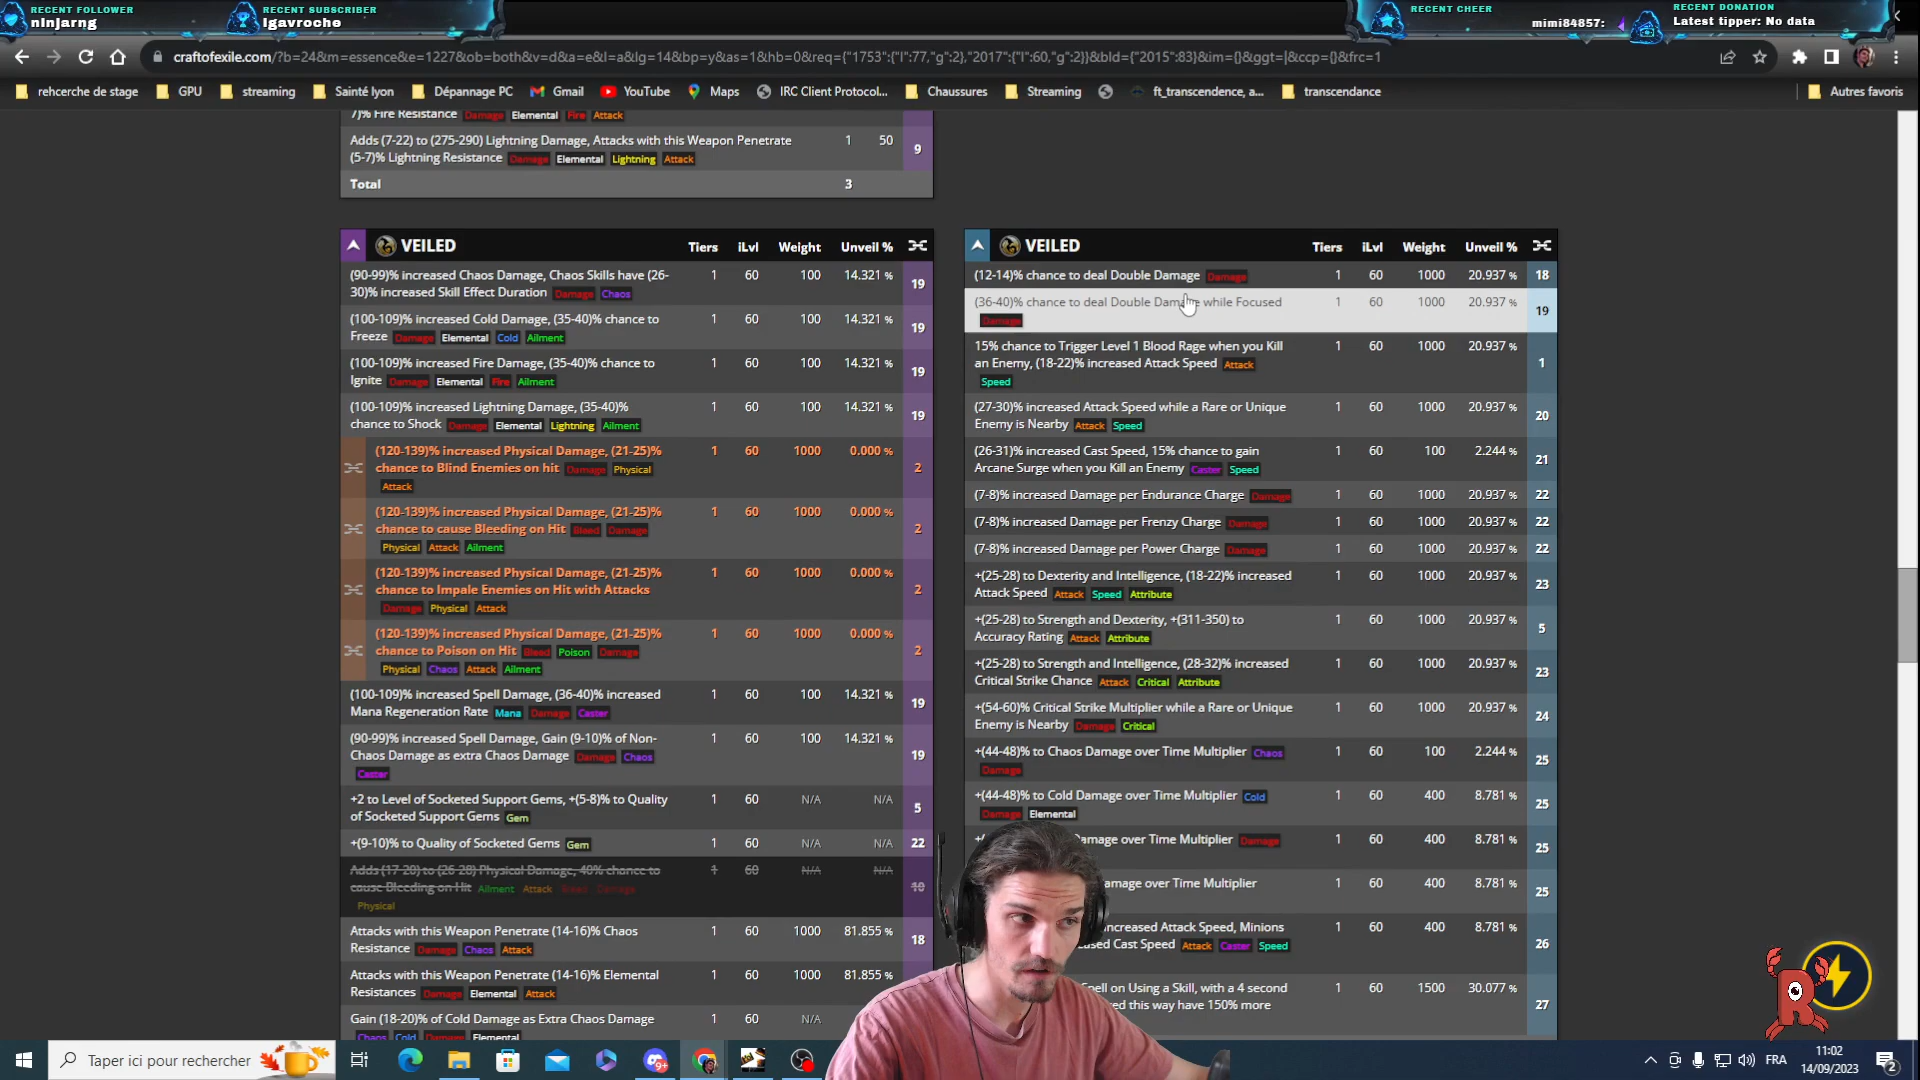 RECENT FOLLOWER
ninjarng
RECENT SUBSCRIBER
lgavroche
RECENT CHEER
mimi84857:
RECENT DONATION
Latest tipper: No data
craftofexile.com/?b=24&m=essence&e=1227&ob=both&v=d&a=e&l=a&lg=14&bp=y&as=1&hb=0&req={"1753":{"l":77,"g":2},"2017":{"l":60,"g":2}}&bld={"2015":83}&im={}&ggt=|&ccp={}&frc=1
rehcerche de stage
GPU
streaming
Sainté lyon
Dépannage PC
Gmail
YouTube
Maps
IRC Client Protocol...
Chaussures
Streaming
ft_transcendence, a...
transcendance
Autres favoris
7)% Fire Resistance Damage Elemental Fire Attack
Adds (7-22) to (275-290) Lightning Damage, Attacks with this Weapon Penetrate 1 50
(5-7)% Lightning Resistance Damage Elemental Lightning Attack 9
Total 3
VEILED Tiers iLvl Weight Unveil %
(90-99)% increased Chaos Damage, Chaos Skills have (26- 1 60 100 14.321 %
30)% increased Skill Effect Duration Damage Chaos 19
(100-109)% increased Cold Damage, (35-40)% chance to 1 60 100 14.321 %
Freeze Damage Elemental Cold Ailment 19
(100-109)% increased Fire Damage, (35-40)% chance to 1 60 100 14.321 %
Ignite Damage Elemental Fire Ailment 19
(100-109)% increased Lightning Damage, (35-40)% 1 60 100 14.321 %
chance to Shock Damage Elemental Lightning Ailment 19
(120-139)% increased Physical Damage, (21-25)% 1 60 1000 0.000 %
chance to Blind Enemies on hit Damage Physical 2
Attack
(120-139)% increased Physical Damage, (21-25)% 1 60 1000 0.000 %
chance to cause Bleeding on Hit Bleed Damage 2
Physical Attack Ailment
(120-139)% increased Physical Damage, (21-25)% 1 60 1000 0.000 %
chance to Impale Enemies on Hit with Attacks 2
Damage Physical Attack
(120-139)% increased Physical Damage, (21-25)% 1 60 1000 0.000 %
chance to Poison on Hit Bleed Poison Damage 2
Physical Chaos Attack Ailment
(100-109)% increased Spell Damage, (36-40)% increased 1 60 100 14.321 %
Mana Regeneration Rate Mana Damage Caster 19
(90-99)% increased Spell Damage, Gain (9-10)% of Non- 1 60 100 14.321 %
Chaos Damage as extra Chaos Damage Damage Chaos 19
Caster
+2 to Level of Socketed Support Gems, +(5-8)% to Quality 1 60 N/A N/A
of Socketed Support Gems Gem 5
+(9-10)% to Quality of Socketed Gems Gem 1 60 N/A N/A 22
Adds (17-20) to (26-28) Physical Damage, 40% chance to 1 60 N/A N/A
cause Bleeding on Hit Ailment Attack Bleed Damage 10
Physical
Attacks with this Weapon Penetrate (14-16)% Chaos 1 60 1000 81.855 %
Resistance Damage Chaos Attack 18
Attacks with this Weapon Penetrate (14-16)% Elemental 1 60 1000 81.855 %
Resistances Damage Elemental Attack
Gain (18-20)% of Cold Damage as Extra Chaos Damage 1 60 N/A
Chaos Cold Damage Elemental
VEILED Tiers iLvl Weight Unveil %
(12-14)% chance to deal Double Damage Damage 1 60 1000 20.937 % 18
(36-40)% chance to deal Double Damage while Focused 1 60 1000 20.937 %
Damage 19
15% chance to Trigger Level 1 Blood Rage when you Kill 1 60 1000 20.937 %
an Enemy, (18-22)% increased Attack Speed Attack 1
Speed
(27-30)% increased Attack Speed while a Rare or Unique 1 60 1000 20.937 %
Enemy is Nearby Attack Speed 20
(26-31)% increased Cast Speed, 15% chance to gain 1 60 100 2.244 %
Arcane Surge when you Kill an Enemy Caster Speed 21
(7-8)% increased Damage per Endurance Charge Damage 1 60 1000 20.937 % 22
(7-8)% increased Damage per Frenzy Charge Damage 1 60 1000 20.937 % 22
(7-8)% increased Damage per Power Charge Damage 1 60 1000 20.937 % 22
+(25-28) to Dexterity and Intelligence, (18-22)% increased 1 60 1000 20.937 %
Attack Speed Attack Speed Attribute 23
+(25-28) to Strength and Dexterity, +(311-350) to 1 60 1000 20.937 %
Accuracy Rating Attack Attribute 5
+(25-28) to Strength and Intelligence, (28-32)% increased 1 60 1000 20.937 %
Critical Strike Chance Attack Critical Attribute 23
+(54-60)% Critical Strike Multiplier while a Rare or Unique 1 60 1000 20.937 %
Enemy is Nearby Damage Critical 24
+(44-48)% to Chaos Damage over Time Multiplier Chaos 1 60 100 2.244 %
Damage 25
+(44-48)% to Cold Damage over Time Multiplier Cold 1 60 400 8.781 %
Damage Elemental 25
Damage over Time Multiplier Damage 1 60 400 8.781 %
25
amage over Time Multiplier 1 60 400 8.781 %
25
ncreased Attack Speed, Minions 1 60 400 8.781 %
ased Cast Speed Attack Caster Speed 26
pell on Using a Skill, with a 4 second 1 60 1500 30.077 %
ed this way have 150% more 27
Taper ici pour rechercher
FRA
11:02
14/09/2023
2